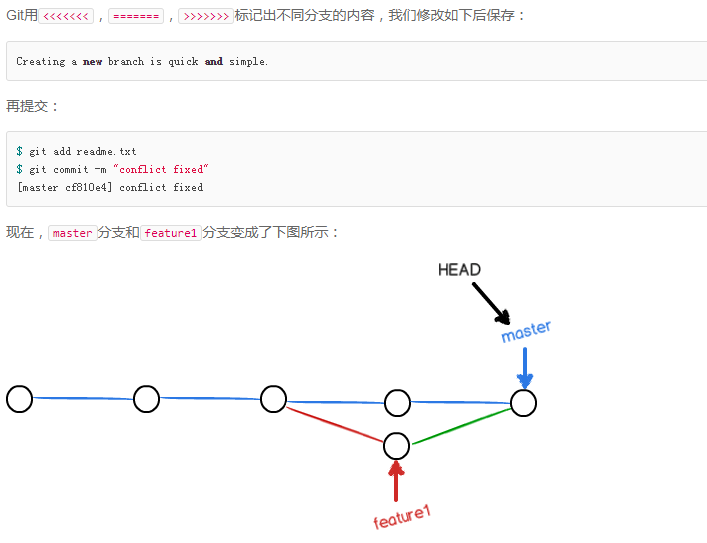 Git用<<<<<<<，=======，>>>>>>>标记出不同分支的内容，我们修改如下后保存：
Creating a new branch is quick and simple.
再提交：
$ git add readme.txt
$ git commit -m "conflict fixed"
[master cf810e4] conflict fixed
现在，master分支和feature1分支变成了下图所示：
HEAD
master
feature1